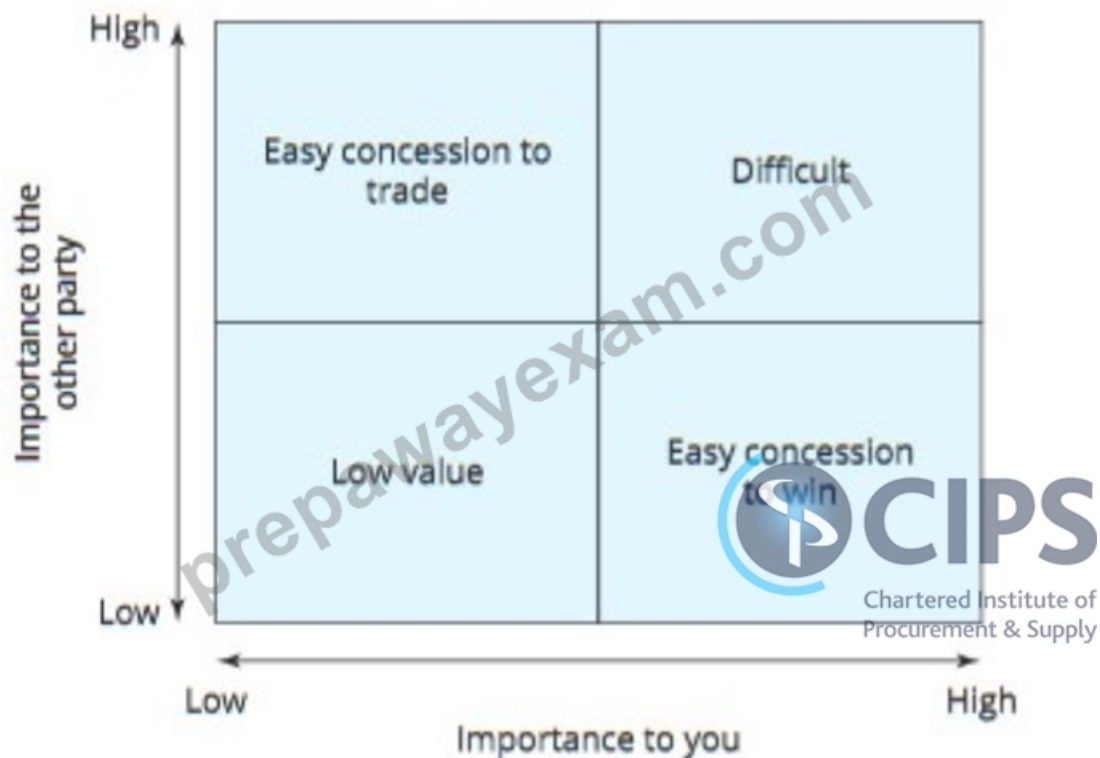 High
Importance to the
other party
Easy concession to
trade
Difficult
Low value
Easy concession
to win
Low
Low
High
Importance to you
prepawayexam.com
CIPS
Chartered Institute of
Procurement & Supply